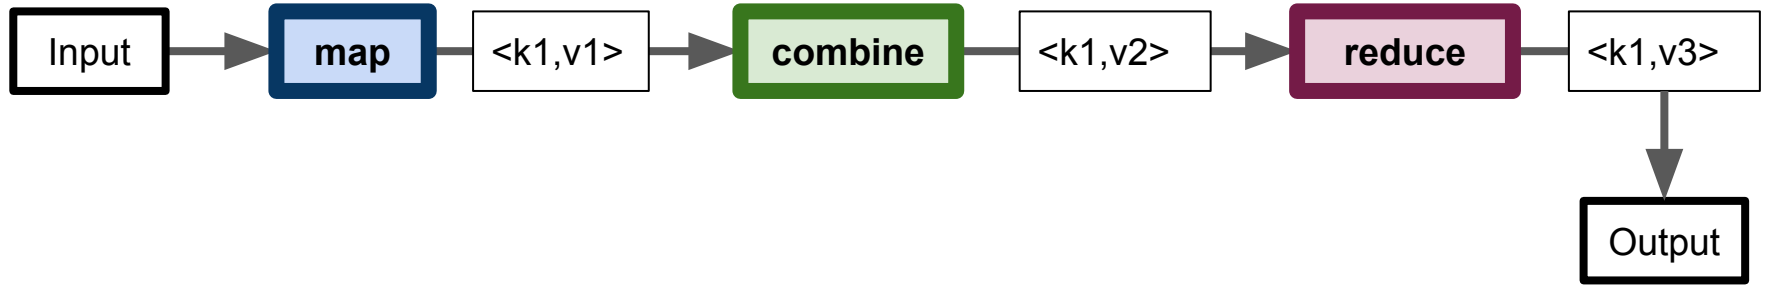 Input
map
<k1,v1>
combine
<k1,v2>
reduce
<k1,v3>
Output